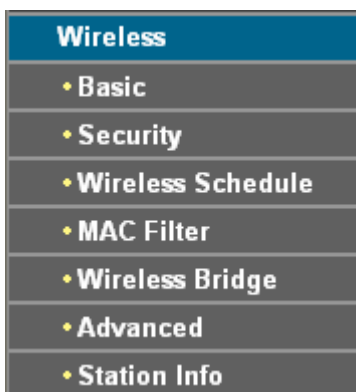 Wireless
•Basic
•Security
•Wireless Schedule
•MAC Filter
•Wireless Bridge
•Advanced
•Station Info